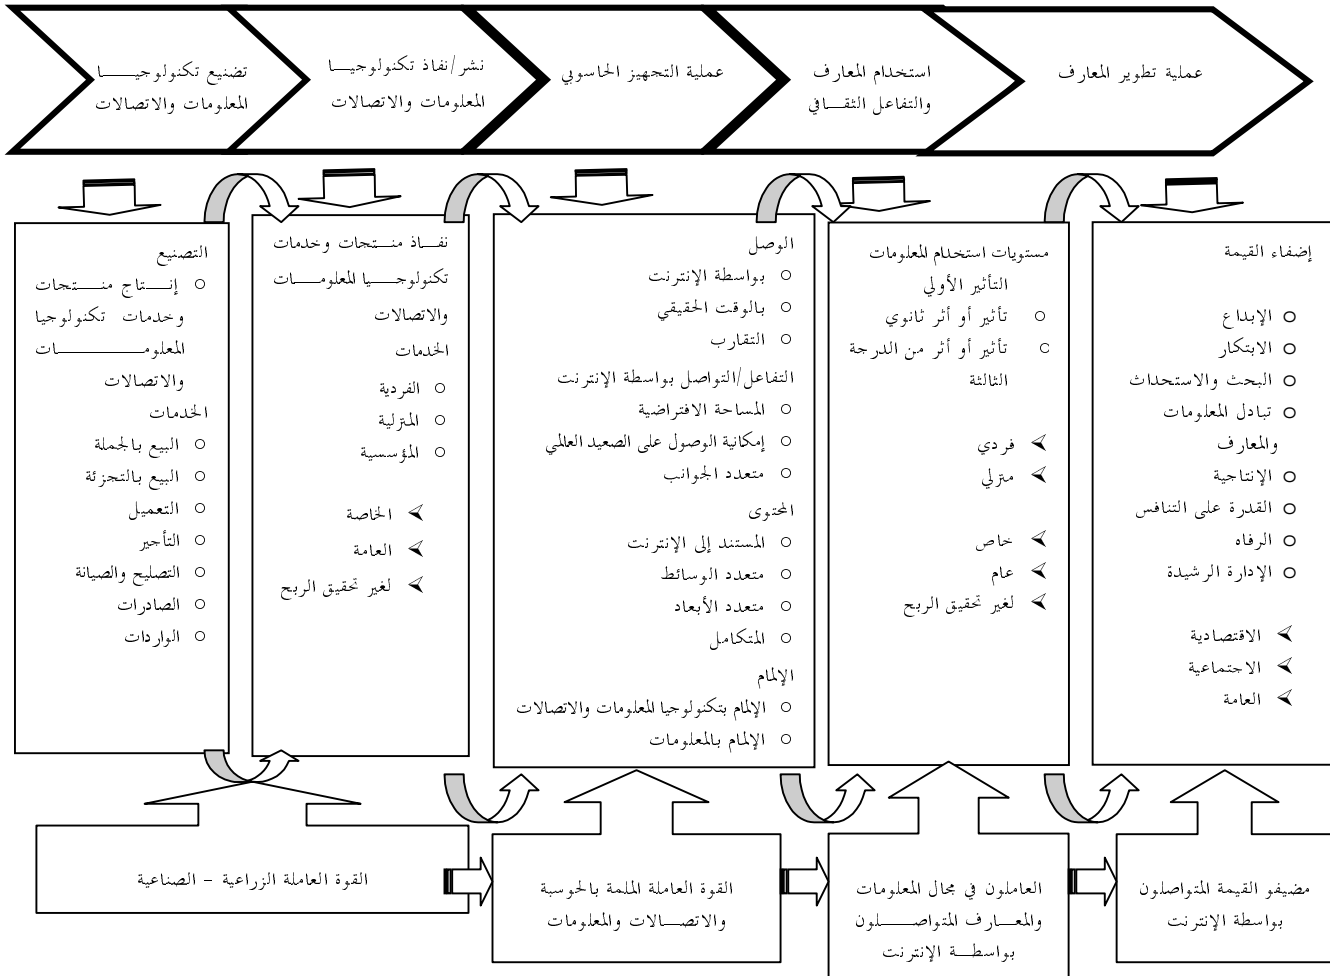 تصنيع تكنولوجيا
المعلومات والاتصالات
نشر/نفاذ تكنولوجيا
المعلومات والاتصالات
عملية التجهيز الحاسوبي
استخدام المعارف
والتفاعل الثقافي
عملية تطوير المعارف
التصنيع
○ إنتاج منتجات
وخدمات تكنولوجيا
المعلومات
والاتصالات
الخدمات
○ البيع بالجملة
○ البيع بالتجزئة
○ التعميل
○ التأجير
○ التصليح والصيانة
○ الصادرات
○ الواردات
نفاذ منتجات وخدمات
تكنولوجيا المعلومات
والاتصالات
الخدمات
○ الفردية
○ المنزلية
○ المؤسسية
➤ الخاصة
➤ العامة
➤ لغير تحقيق الربح
الوصل
○ بواسطة الإنترنت
○ بالوقت الحقيقي
○ التقارب
التفاعل/التواصل بواسطة الإنترنت
○ المساحة الافتراضية
○ إمكانية الوصول على الصعيد العالمي
○ متعدد الجوانب
المحتوى
○ المستند إلى الإنترنت
○ متعدد الوسائط
○ متعدد الأبعاد
○ المتكامل
الإلمام
○ الإلمام بتكنولوجيا المعلومات والاتصالات
○ الإلمام بالمعلومات
مستويات استخدام المعلومات
التأثير الأولي
○ تأثير أو أثر ثانوي
○ تأثير أو أثر من الدرجة
الثالثة
➤ فردي
➤ منزلي
➤ خاص
➤ عام
➤ لغير تحقيق الربح
إضفاء القيمة
○ الإبداع
○ الابتكار
○ البحث والاستحداث
○ تبادل المعلومات
والمعارف
○ الإنتاجية
○ القدرة على التنافس
○ الرفاه
○ الإدارة الرشيدة
➤ الاقتصادية
➤ الاجتماعية
➤ العامة
القوة العاملة الزراعية – الصناعية
القوة العاملة الملمة بالحوسبة
والاتصالات والمعلومات
العاملون في مجال المعلومات
والمعارف المتواصلون
بواسطة الإنترنت
مضيفو القيمة المتواصلون
بواسطة الإنترنت